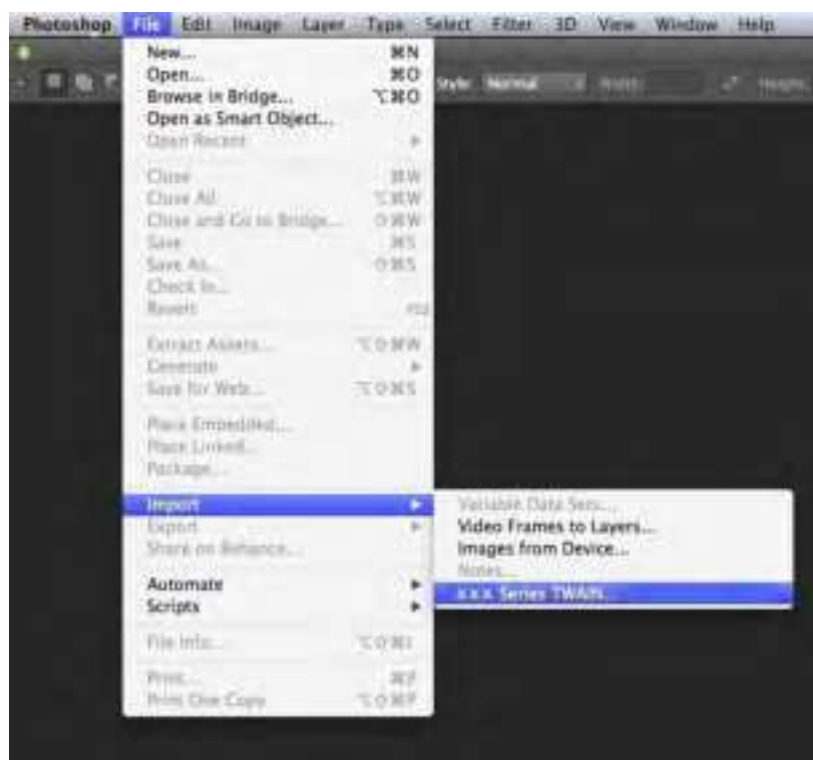 Photoshop File Edit Image Layer Type Select Filter 3D View Window Help
Style: Normal
New... ⌘N
Open... ⌘O
Browse in Bridge... ⌥⌘O
Open as Smart Object...
Open Recent
Close ⌘W
Close All ⌥⌘W
Close and Go to Bridge... ⇧⌘W
Save ⌘S
Save As... ⇧⌘S
Check In...
Revert
Extract Assets... ⌥⇧⌘W
Generate
Save for Web... ⌥⇧⌘S
Place Embedded...
Place Linked...
Package...
Import
Export
Share on Behance...
Automate
Scripts
File Info... ⌥⇧⌘I
Print... ⌘P
Print One Copy ⌥⇧⌘P
Variable Data Sets...
Video Frames to Layers...
Images from Device...
Notes...
x x x Series TWAIN...